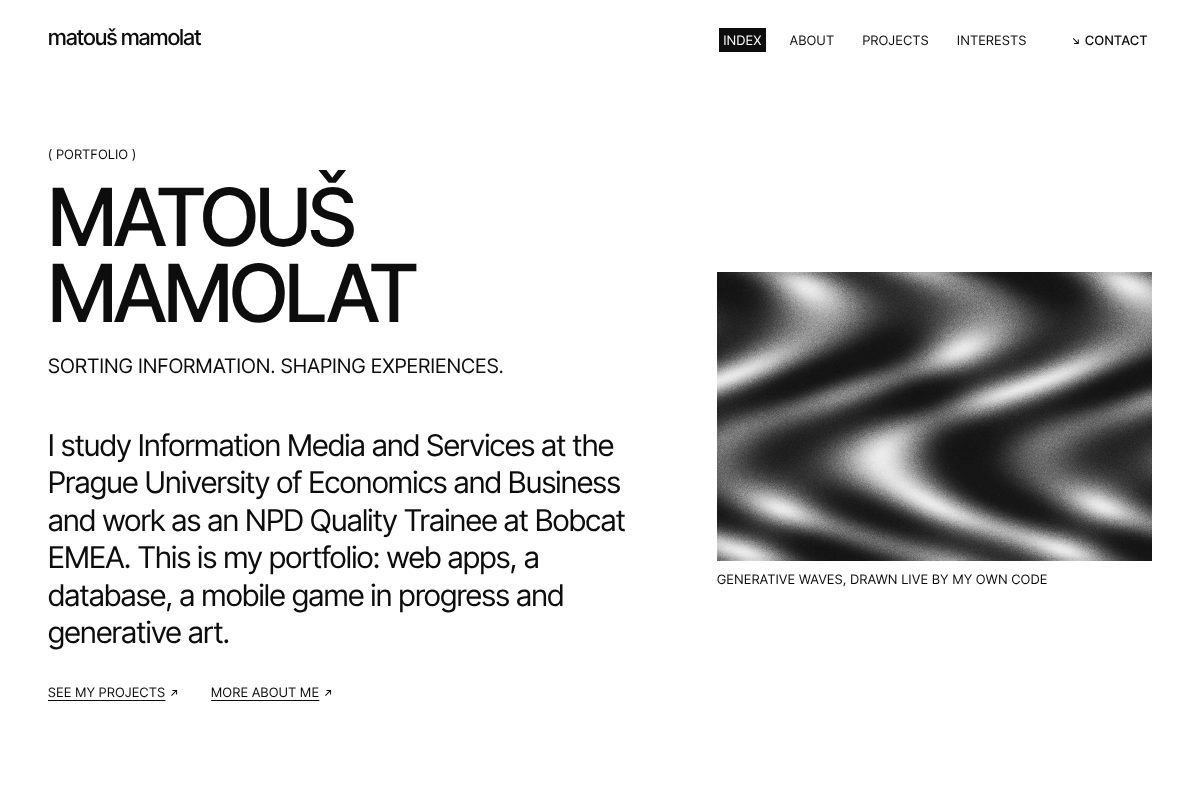 matouš mamolat
INDEX
ABOUT
PROJECTS
INTERESTS
↘ CONTACT
( PORTFOLIO )
MATOUŠ
MAMOLAT
SORTING INFORMATION. SHAPING EXPERIENCES.
I study Information Media and Services at the
Prague University of Economics and Business
and work as an NPD Quality Trainee at Bobcat
EMEA. This is my portfolio: web apps, a
database, a mobile game in progress and
generative art.
SEE MY PROJECTS ↗
MORE ABOUT ME ↗
GENERATIVE WAVES, DRAWN LIVE BY MY OWN CODE